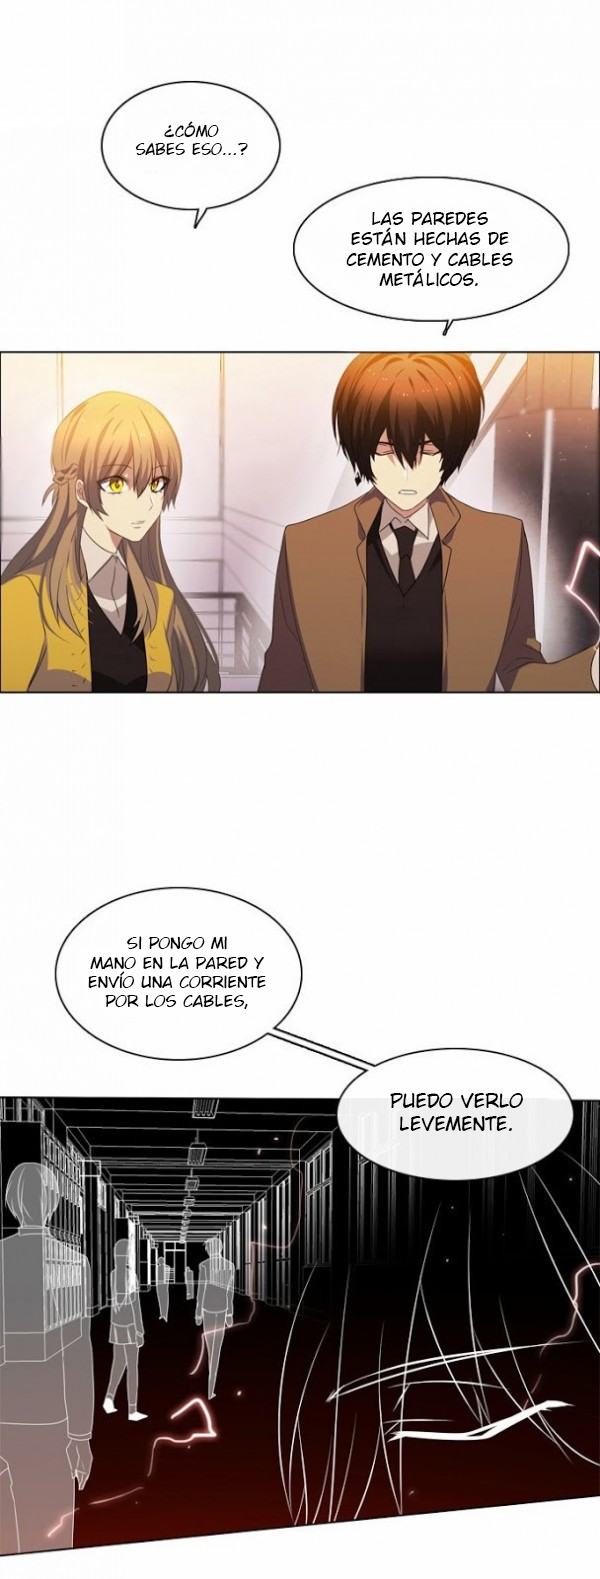 ¿CÓMO
SABES ESO...?
LAS PAREDES
ESTÁN HECHAS DE
CEMENTO Y CABLES
METÁLICOS.
SI PONGO MI
MANO EN LA PARED Y
ENVÍO UNA CORRIENTE
POR LOS CABLES,
PUEDO VERLO
LEVEMENTE.